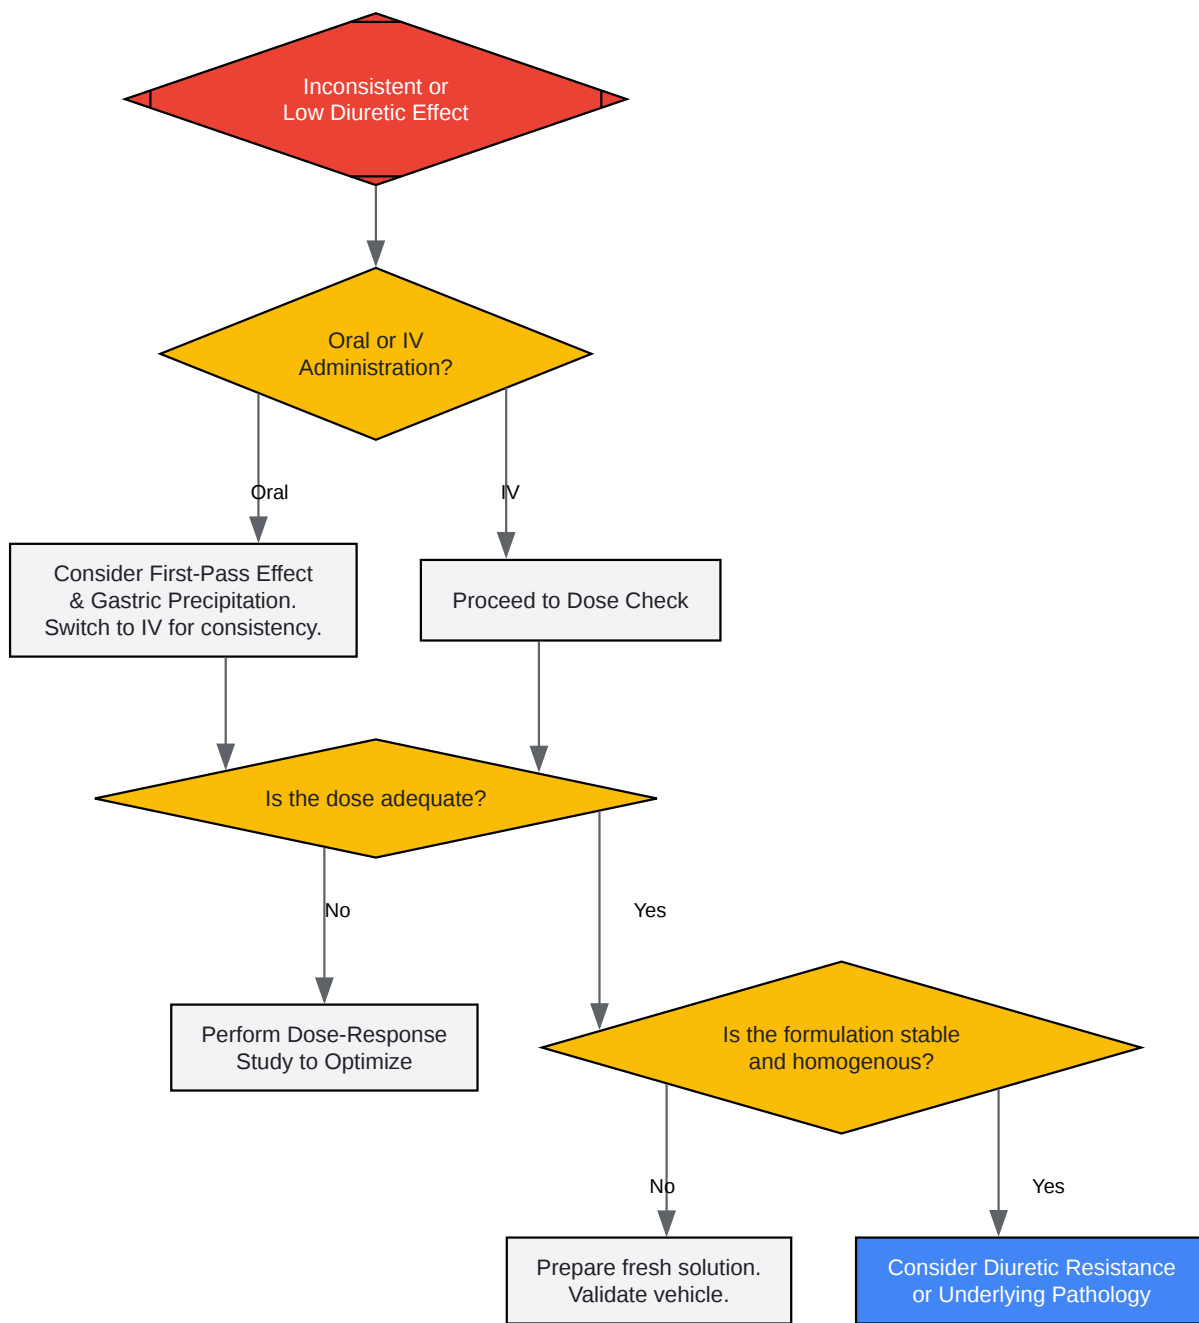 Inconsistent or
Low Diuretic Effect
Oral or IV
Administration?
Oral
IV
Consider First-Pass Effect
& Gastric Precipitation.
Switch to IV for consistency.
Proceed to Dose Check
Is the dose adequate?
No
Yes
Perform Dose-Response
Study to Optimize
Is the formulation stable
and homogenous?
No
Yes
Prepare fresh solution.
Validate vehicle.
Consider Diuretic Resistance
or Underlying Pathology